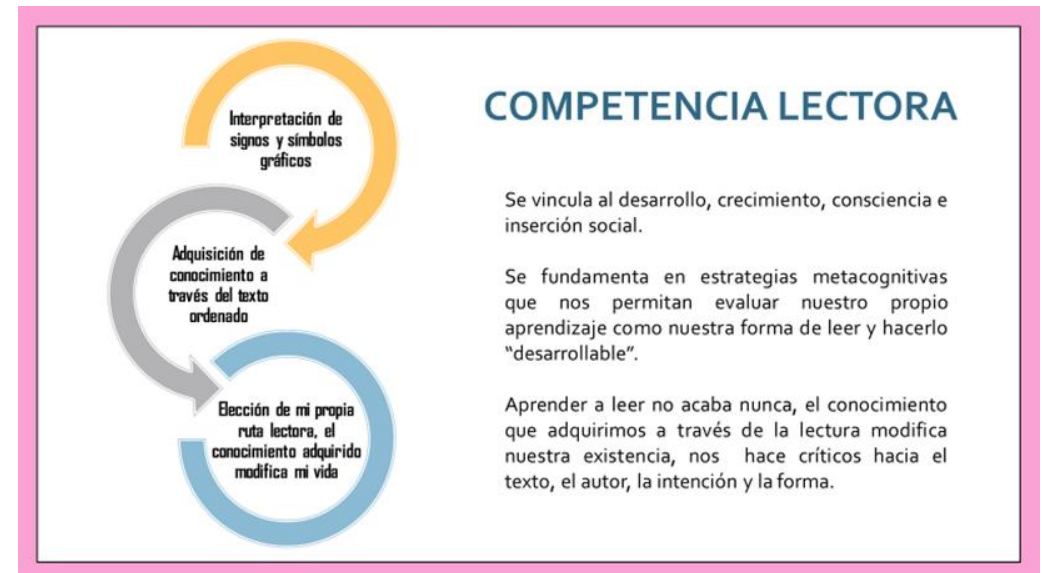 Interpretación de
signos y símbolos
gráficos
Adquisición de
conocimiento a
través del texto
ordenado
Elección de mi propia
ruta lectora, el
conocimiento adquirido
modifica mi vida
COMPETENCIA LECTORA
Se vincula al desarrollo, crecimiento, consciencia e
inserción social.
Se fundamenta en estrategias metacognitivas
que nos permitan evaluar nuestro propio
aprendizaje como nuestra forma de leer y hacerlo
“desarrollable”.
Aprender a leer no acaba nunca, el conocimiento
que adquirimos a través de la lectura modifica
nuestra existencia, nos hace críticos hacia el
texto, el autor, la intención y la forma.